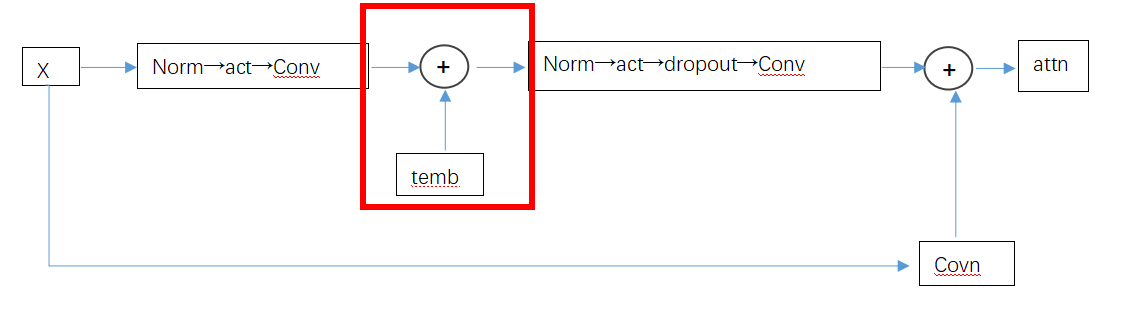 X
Norm→act→Conv
+
Norm→act→dropout→Conv
+
attn
temb
Covn